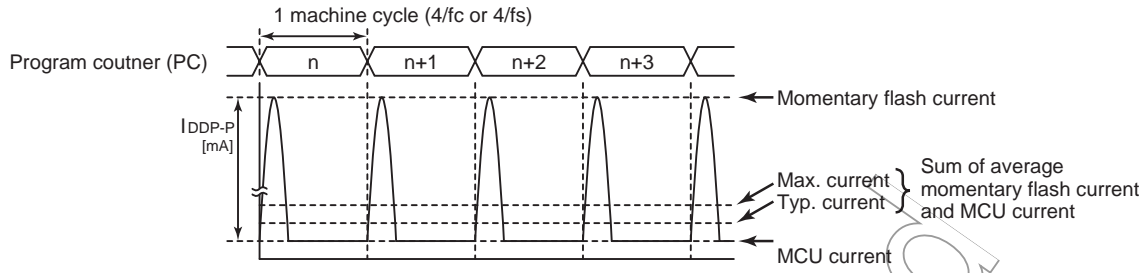 1 machine cycle (4/fc or 4/fs)
Program coutner (PC)
n
n+1
n+2
n+3
Momentary flash current
IDDP-P
[mA]
Max. current
Typ. current
Sum of average
momentary flash current
and MCU current
MCU current